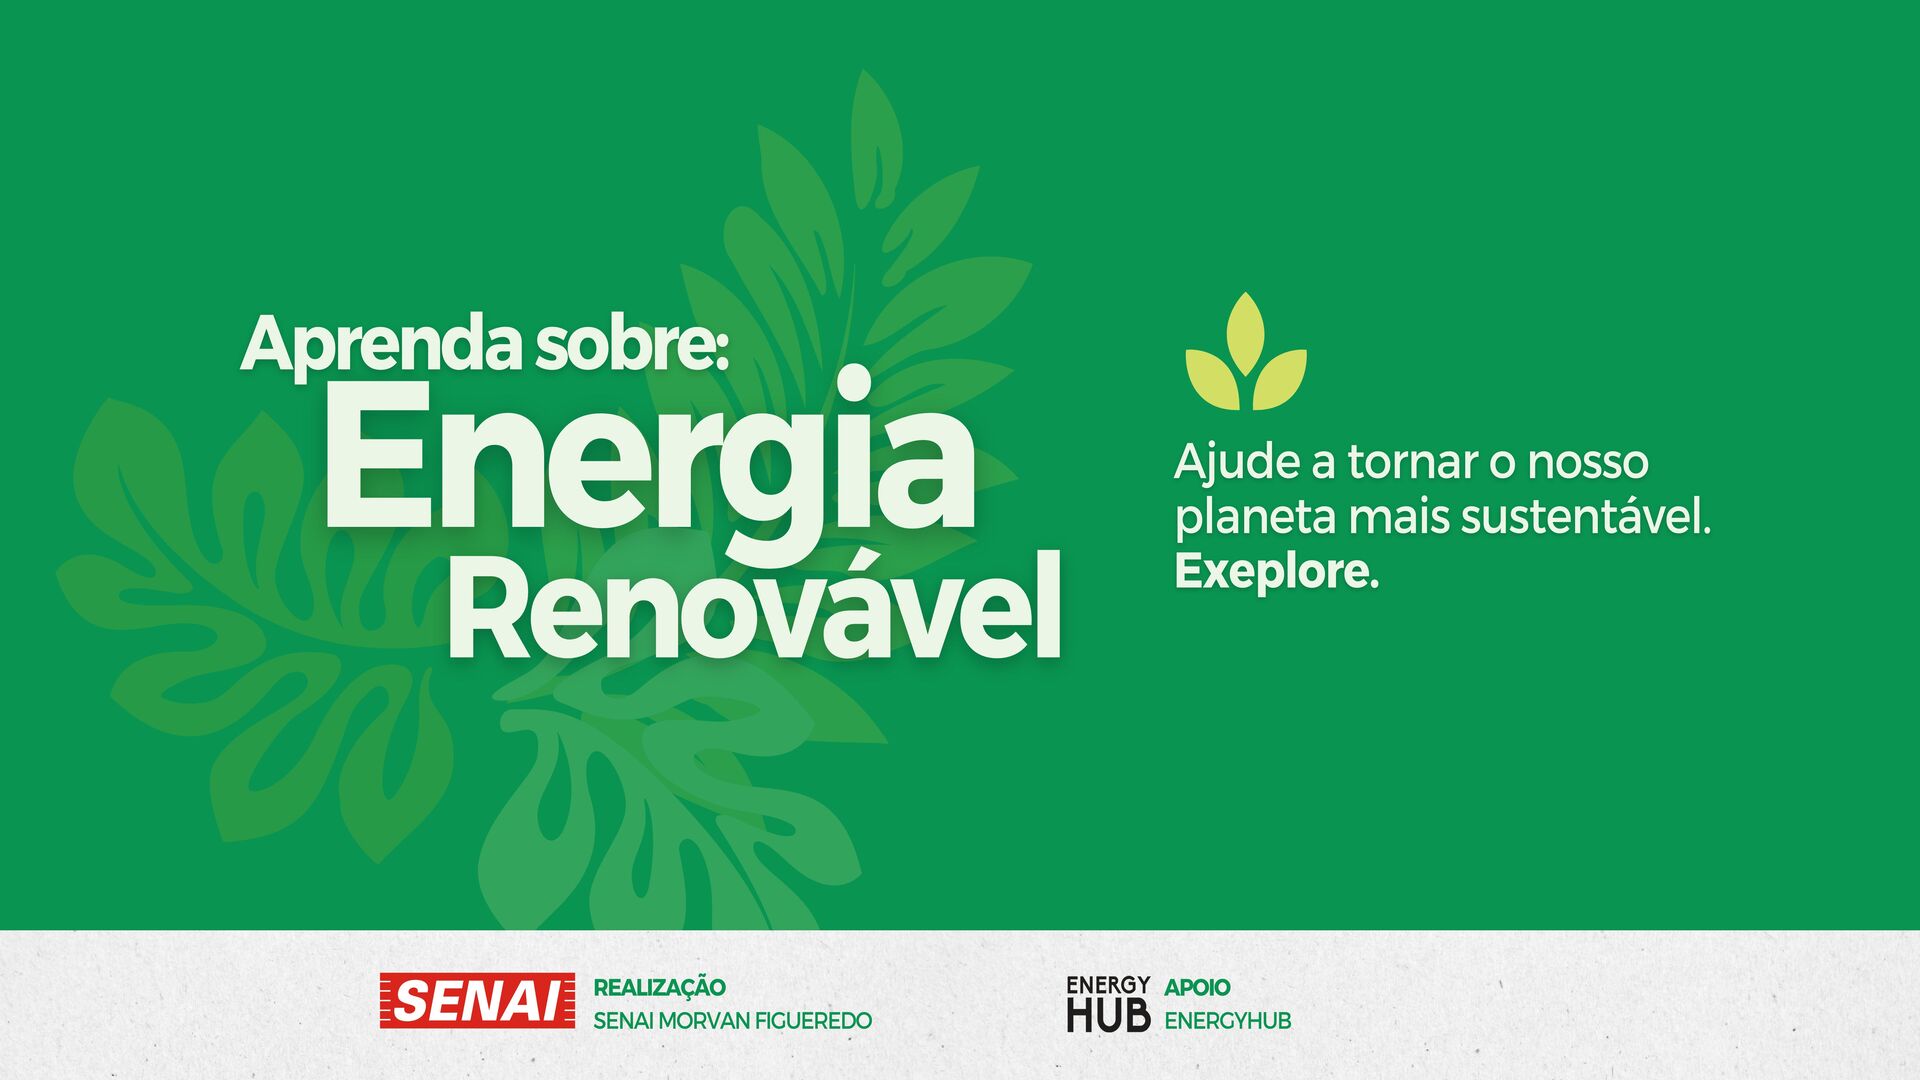 Aprenda sobre:
Energia
Renovável
Ajude a tornar o nosso
planeta mais sustentável.
Exeplore.
SENAI
REALIZAÇÃO
SENAI MORVAN FIGUEREDO
ENERGY
HUB
APOIO
ENERGYHUB